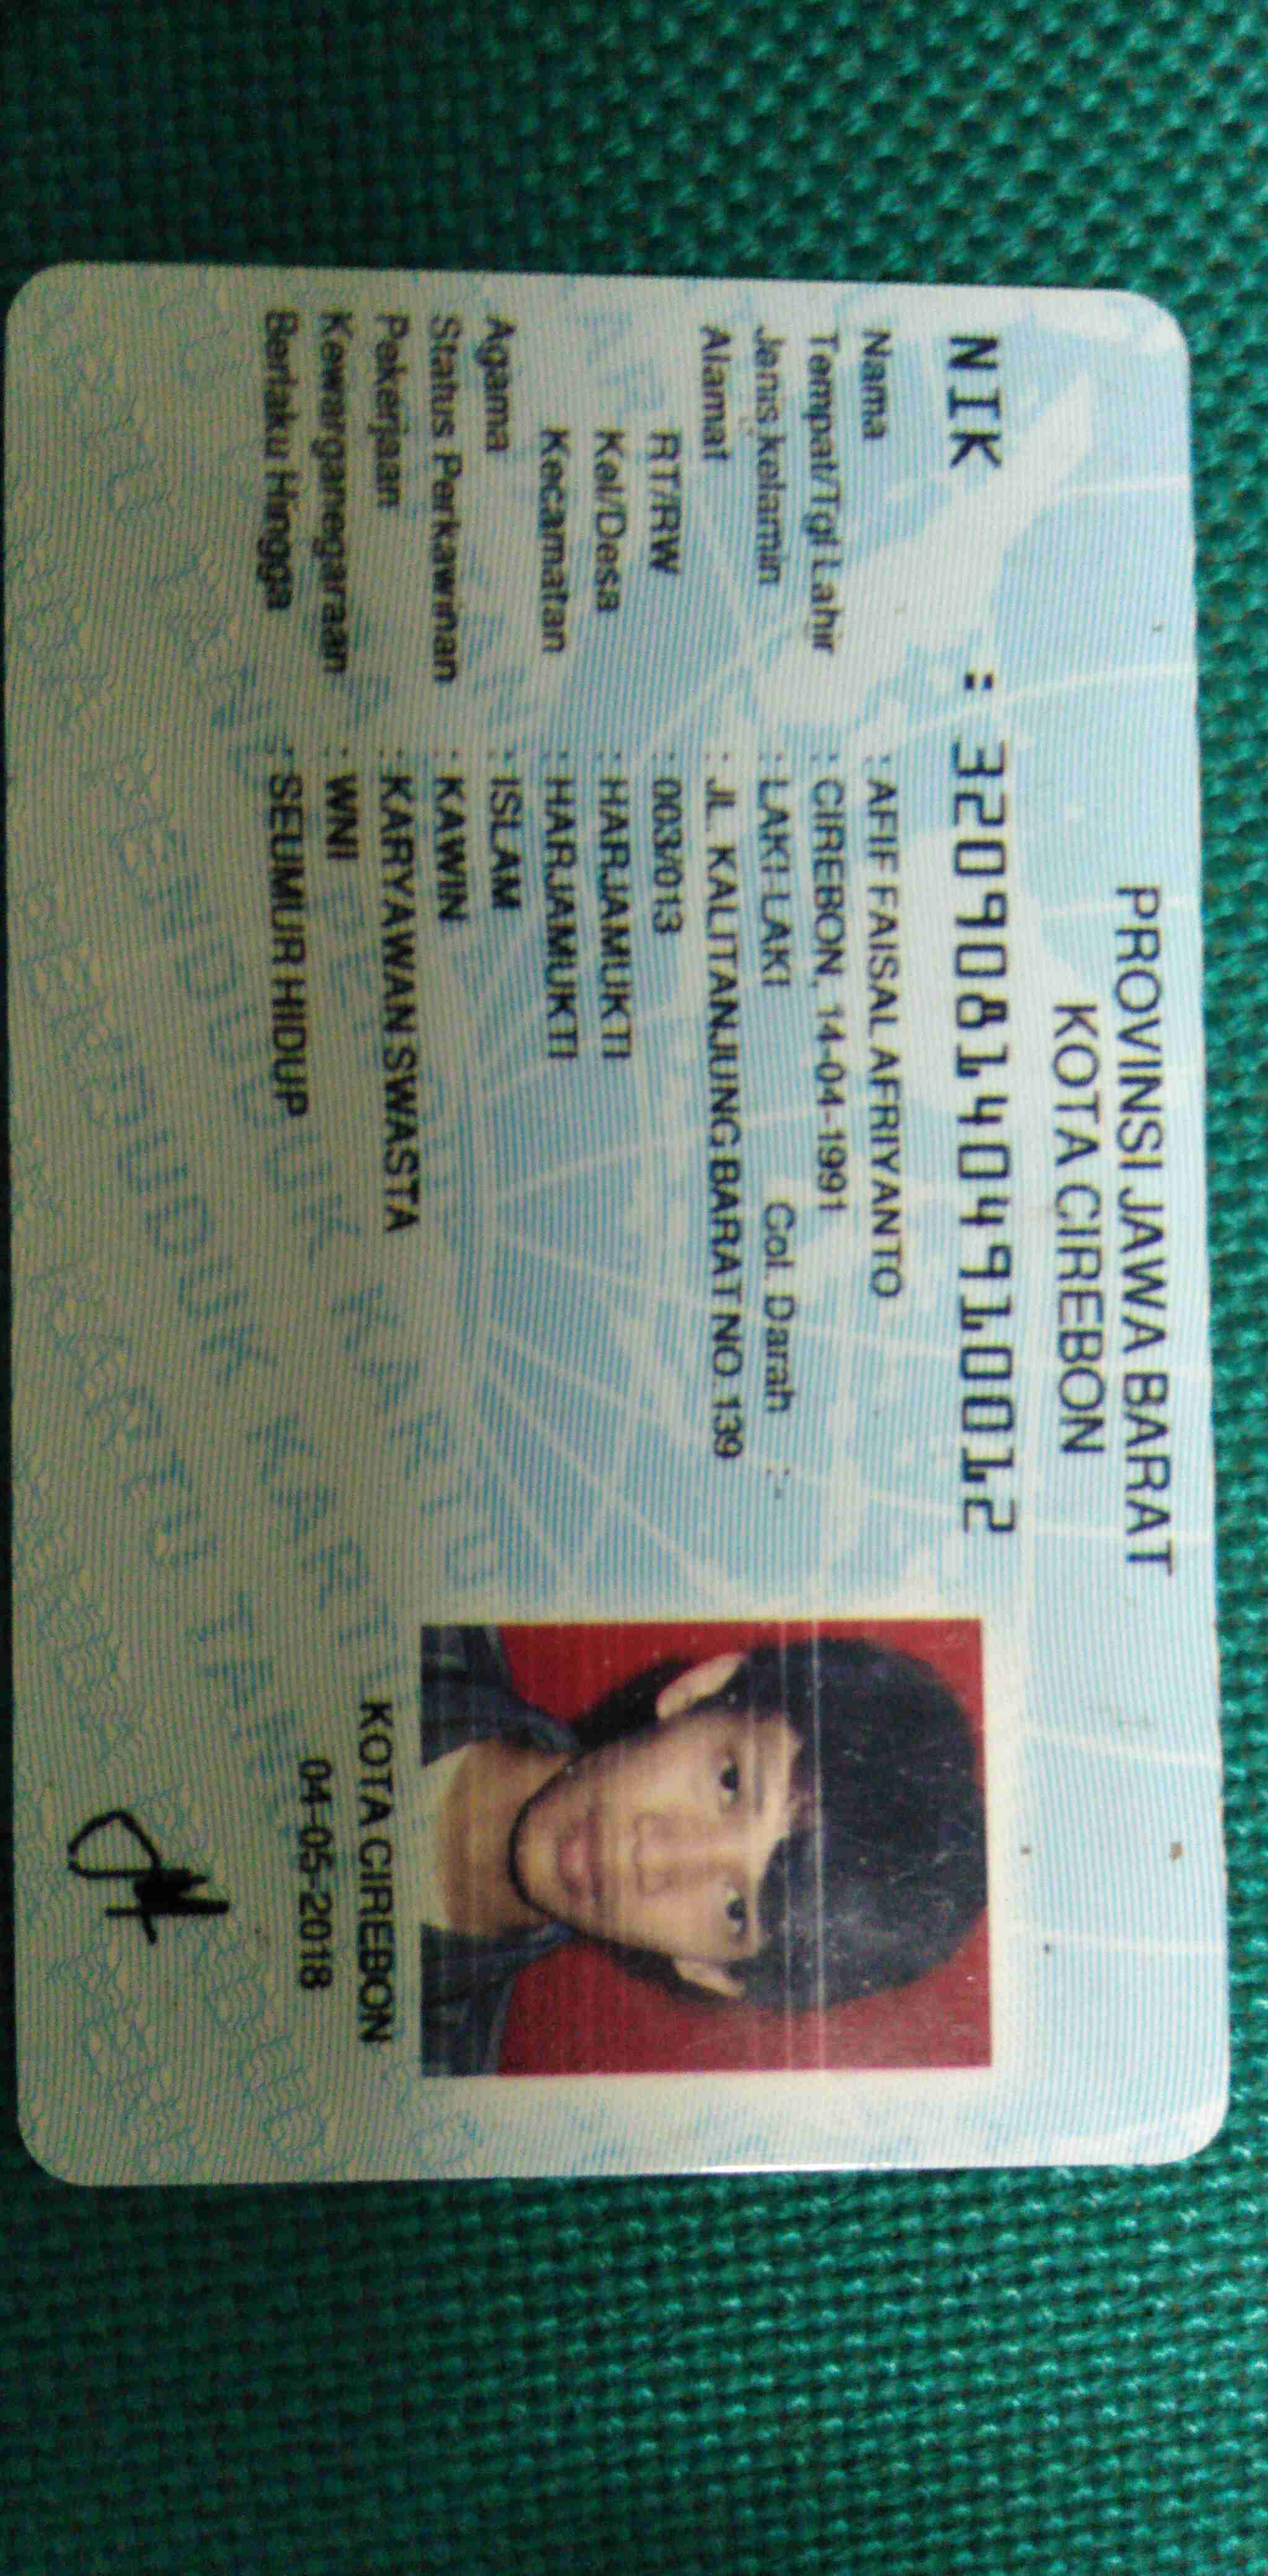 PROVINSI JAWA BARAT
KOTA CIREBON
NIK : 3209081404910012
Nama : AFIF FAISAL AFRIYANTO
Tempat/Tgl Lahir : CIREBON, 14-04-1991
Jenis kelamin : LAKI-LAKI Gol. Darah : -
Alamat : JL. KALITANJUNG BARAT NO. 139
RT/RW : 003/013
Kel/Desa : HARJAMUKTI
Kecamatan : HARJAMUKTI
Agama : ISLAM
Status Perkawinan : KAWIN
Pekerjaan : KARYAWAN SWASTA
Kewarganegaraan : WNI
Berlaku Hingga : SEUMUR HIDUP
KOTA CIREBON
04-05-2018